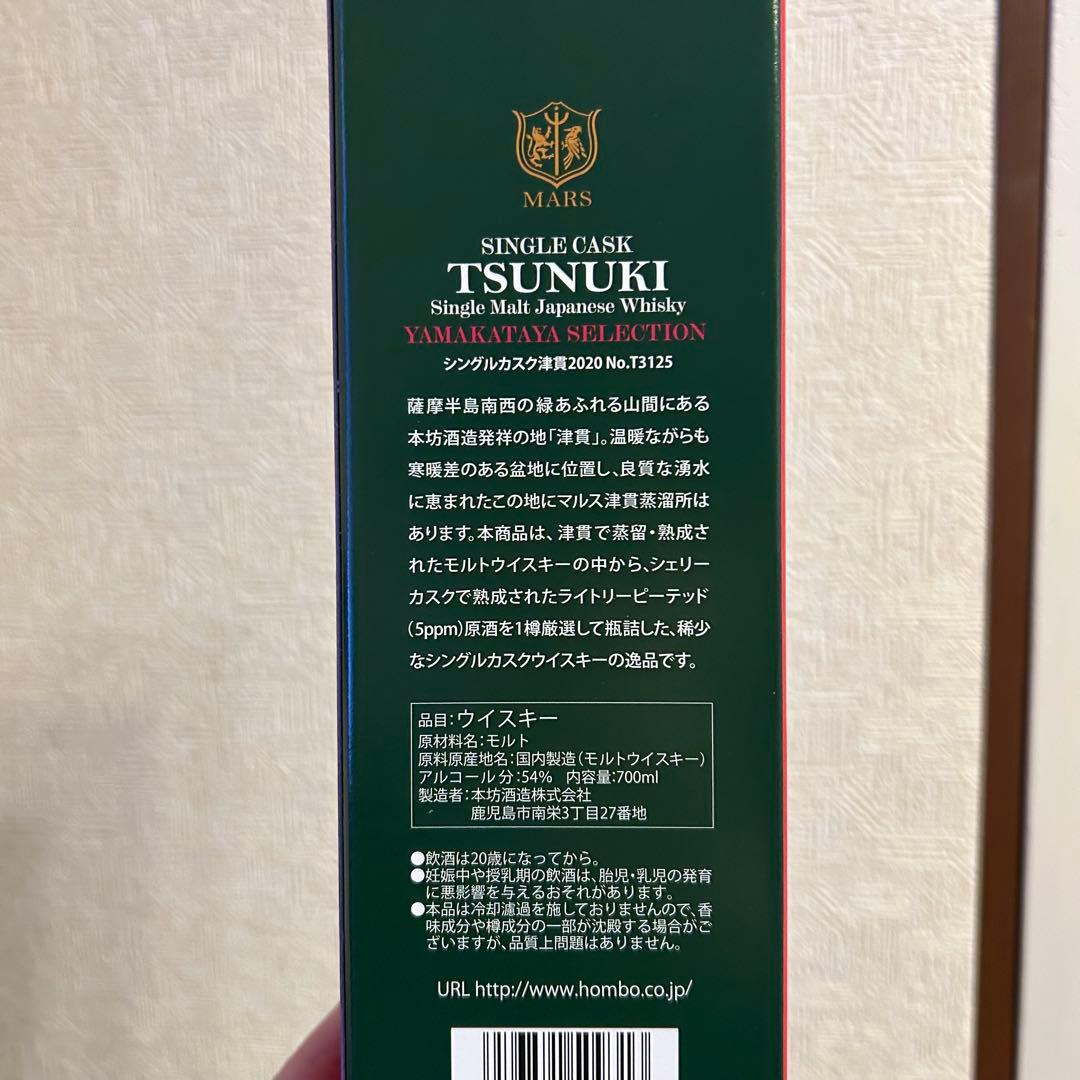 MARS
SINGLE CASK
TSUNUKI
Single Malt Japanese Whisky
YAMAKATAYA SELECTION
シングルカスク津貫2020 No.T3125
薩摩半島南西の緑あふれる山間にある
本坊酒造発祥の地「津貫」。温暖ながらも
寒暖差のある盆地に位置し、良質な湧水
に恵まれたこの地にマルス津貫蒸溜所は
あります。本商品は、津貫で蒸留・熟成さ
れたモルトウイスキーの中から、シェリー
カスクで熟成されたライトリーピーテッド
(5ppm)原酒を1樽厳選して瓶詰した、稀少
なシングルカスクウイスキーの逸品です。
品目:ウイスキー
原材料名:モルト
原料原産地名:国内製造(モルトウイスキー)
アルコール分:54% 内容量:700ml
製造者:本坊酒造株式会社
鹿児島市南栄3丁目27番地
●飲酒は20歳になってから。
●妊娠中や授乳期の飲酒は、胎児・乳児の発育
に悪影響を与えるおそれがあります。
●本品は冷却濾過を施しておりませんので、香
味成分や樽成分の一部が沈殿する場合がご
ざいますが、品質上問題はありません。
URL http://www.hombo.co.jp/